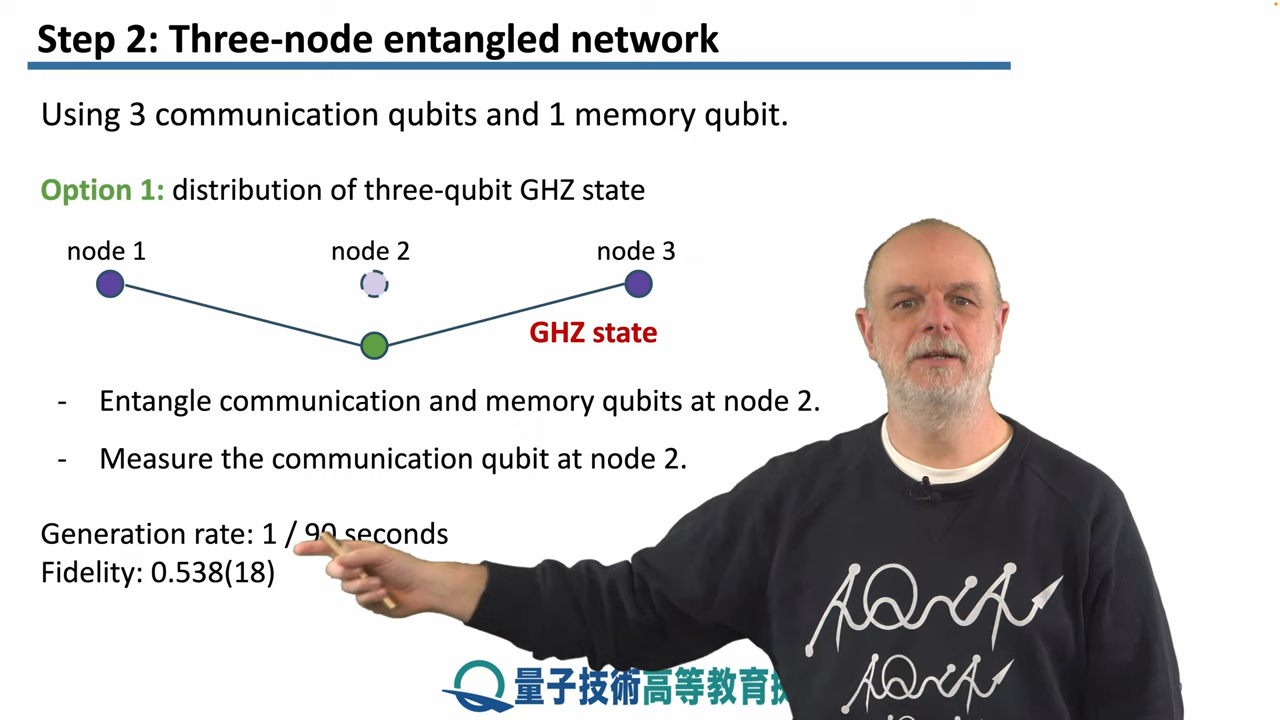 Step 2: Three-node entangled network
Using 3 communication qubits and 1 memory qubit.
Option 1: distribution of three-qubit GHZ state
node 1
node 2
node 3
GHZ state
- Entangle communication and memory qubits at node 2.
- Measure the communication qubit at node 2.
Generation rate: 1 / 90 seconds
Fidelity: 0.538(18)
AQUA
AQUA
量子技術高等教育拠